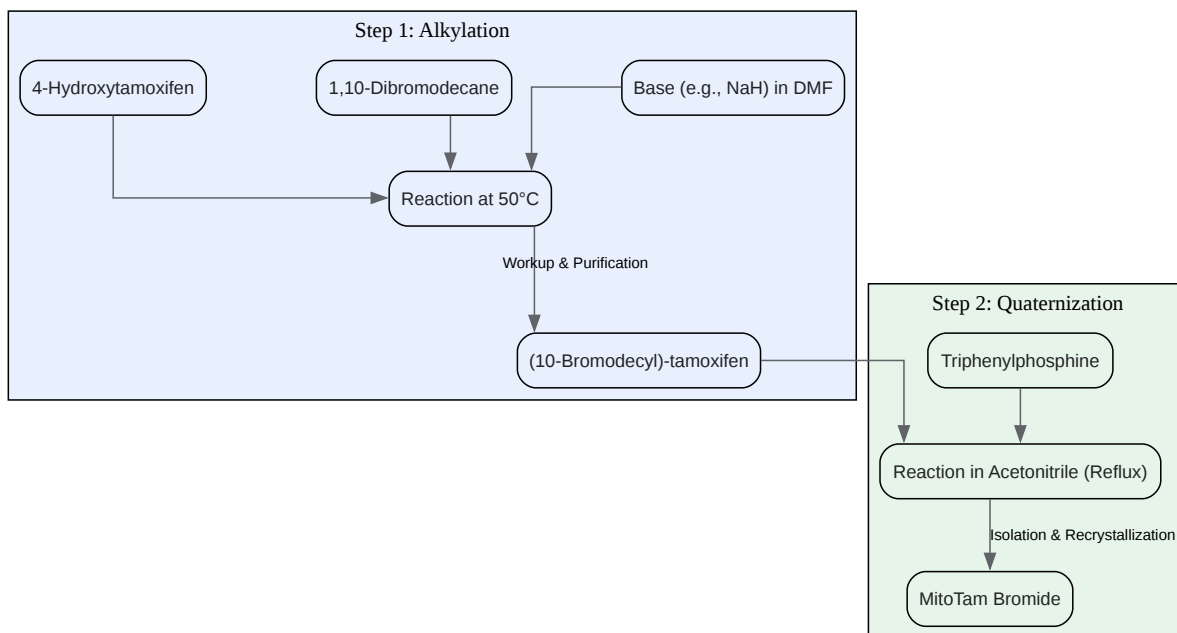 Step 1: Alkylation
4-Hydroxytamoxifen
1,10-Dibromodecane
Base (e.g., NaH) in DMF
Reaction at 50°C
Workup & Purification
(10-Bromodecyl)-tamoxifen
Step 2: Quaternization
Triphenylphosphine
Reaction in Acetonitrile (Reflux)
Isolation & Recrystallization
MitoTam Bromide